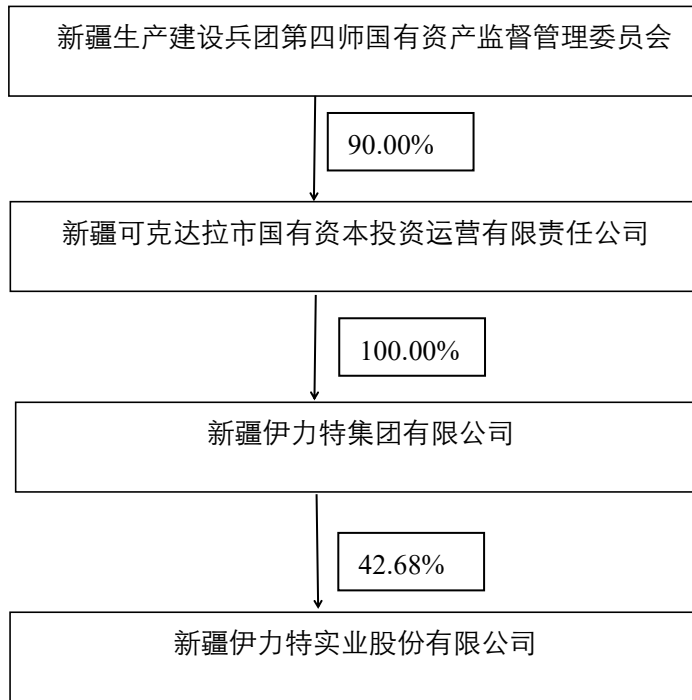 新疆生产建设兵团第四师国有资产监督管理委员会
90.00%
新疆可克达拉市国有资本投资运营有限责任公司
100.00%
新疆伊力特集团有限公司
42.68%
新疆伊力特实业股份有限公司